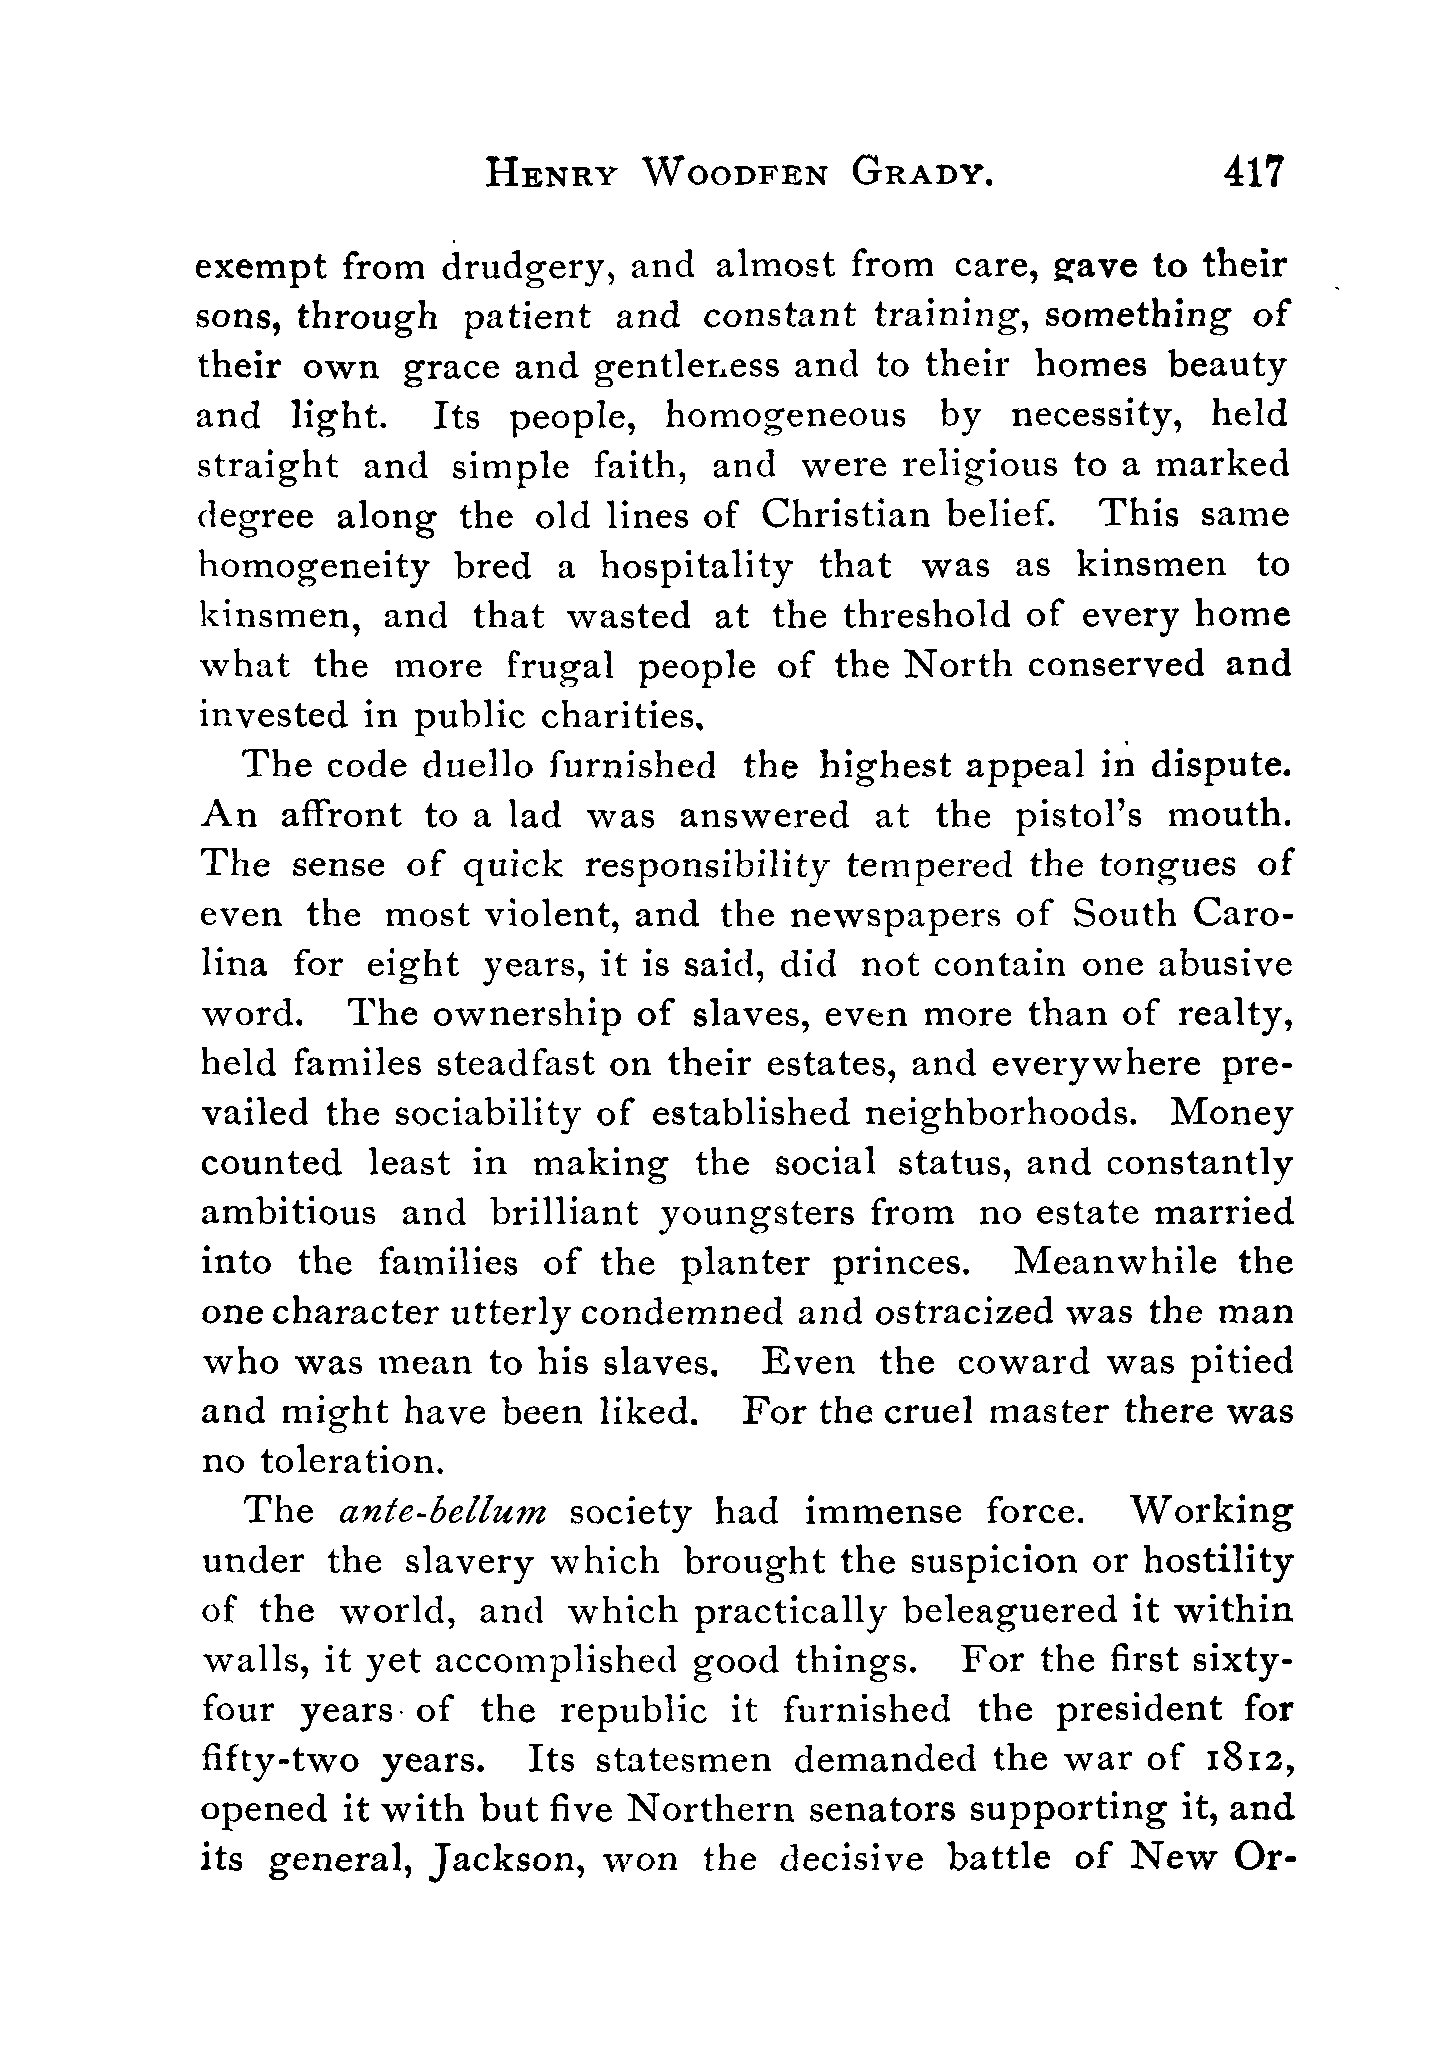 HENRY WOODFEN GRADY. 417
exempt from drudgery, and almost from care, gave to their
sons, through patient and constant training, something of
their own grace and gentleness and to their homes beauty
and light. Its people, homogeneous by necessity, held
straight and simple faith, and were religious to a marked
degree along the old lines of Christian belief. This same
homogeneity bred a hospitality that was as kinsmen to
kinsmen, and that wasted at the threshold of every home
what the more frugal people of the North conserved and
invested in public charities.
The code duello furnished the highest appeal in dispute.
An affront to a lad was answered at the pistol's mouth.
The sense of quick responsibility tempered the tongues of
even the most violent, and the newspapers of South Caro-
lina for eight years, it is said, did not contain one abusive
word. The ownership of slaves, even more than of realty,
held familes steadfast on their estates, and everywhere pre-
vailed the sociability of established neighborhoods. Money
counted least in making the social status, and constantly
ambitious and brilliant youngsters from no estate married
into the families of the planter princes. Meanwhile the
one character utterly condemned and ostracized was the man
who was mean to his slaves. Even the coward was pitied
and might have been liked. For the cruel master there was
no toleration.
The ante-bellum society had immense force. Working
under the slavery which brought the suspicion or hostility
of the world, and which practically beleaguered it within
walls, it yet accomplished good things. For the first sixty-
four years of the republic it furnished the president for
fifty-two years. Its statesmen demanded the war of 1812,
opened it with but five Northern senators supporting it, and
its general, Jackson, won the decisive battle of New Or-